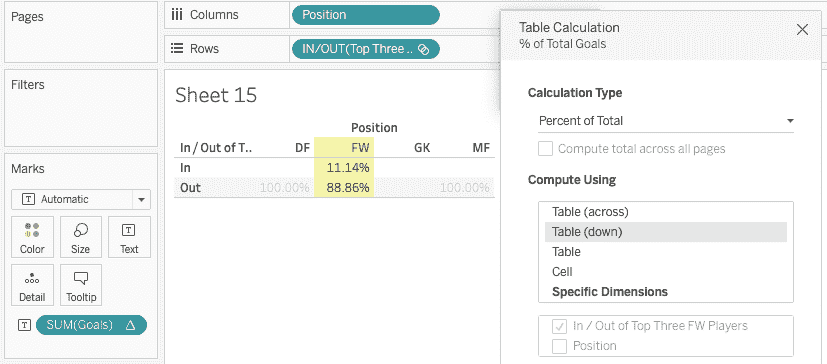 Pages
Columns Position
Rows IN/OUT(Top Three ..
Filters
Sheet 15
Position
In / Out of T.. DF FW GK MF
In 11.14%
Out 100.00% 88.86% 100.00%
Marks
Automatic
Color Size Text
Detail Tooltip
SUM(Goals)
Table Calculation
% of Total Goals
Calculation Type
Percent of Total
Compute total across all pages
Compute Using
Table (across)
Table (down)
Table
Cell
Specific Dimensions
In / Out of Top Three FW Players
Position